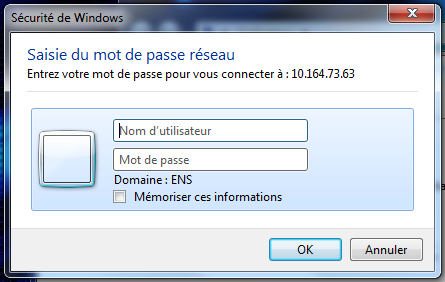 Sécurité de Windows
Saisie du mot de passe réseau
Entrez votre mot de passe pour vous connecter à : 10.164.73.63
Nom d'utilisateur
Mot de passe
Domaine : ENS
Mémoriser ces informations
OK
Annuler